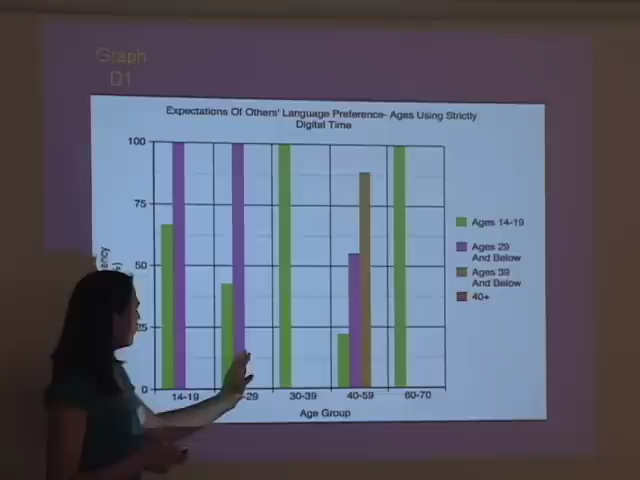 Graph
D1
Expectations Of Others' Language Preference- Ages Using Strictly
Digital Time
100
75
50
25
0
14-19
-29
30-39
40-59
60-70
Age Group
Ages 14-19
Ages 29
And Below
Ages 39
And Below
40+